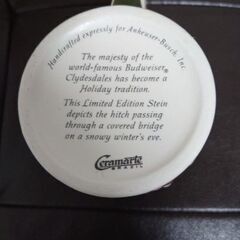 Handcrafted expressly for Anheuser-Busch, Inc.
The majesty of the
world-famous Budweiser®
Clydesdales has become a
Holiday tradition.
This Limited Edition Stein
depicts the hitch passing
through a covered bridge
on a snowy winter's eve.
Ceramarte
BRAZIL